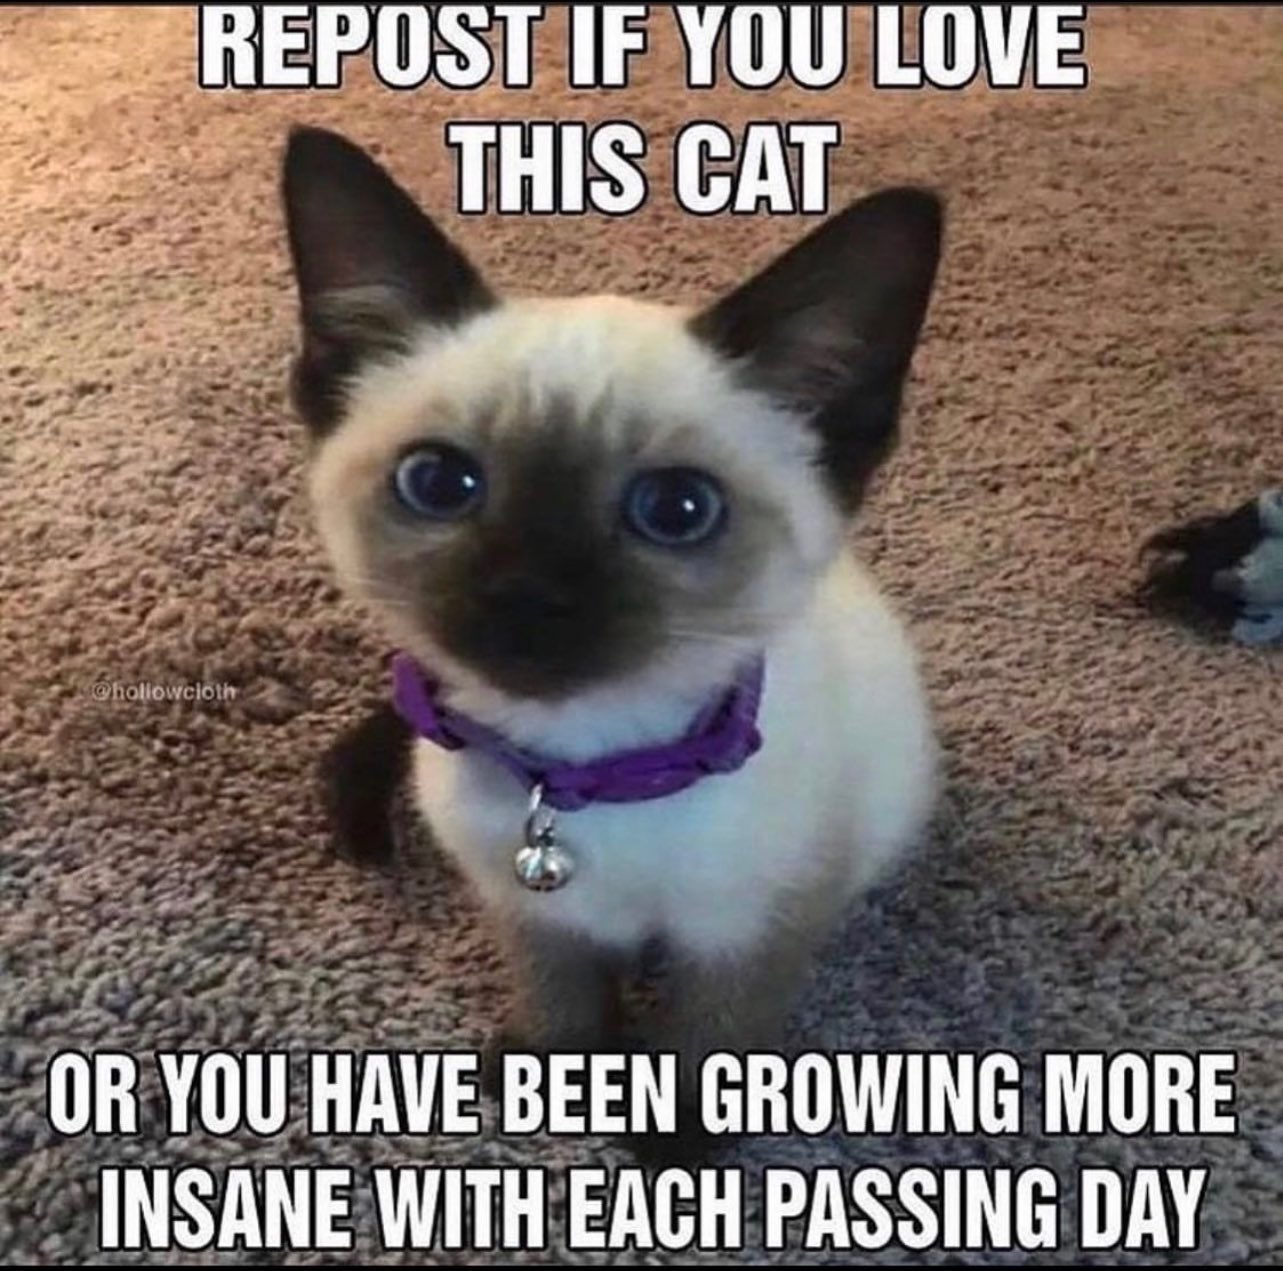 REPOST IF YOU LOVE
THIS CAT
@hollowcloth
OR YOU HAVE BEEN GROWING MORE
INSANE WITH EACH PASSING DAY